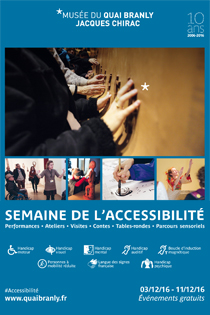 *MUSÉE DU QUAI BRANLY
JACQUES CHIRAC
10
ans
2006-2016
*
SEMAINE DE L'ACCESSIBILITÉ
Performances • Ateliers • Visites • Contes • Tables-rondes • Parcours sensoriels
Handicap
moteur
Handicap
visuel
Handicap
mental
Handicap
auditif
Boucle d'induction
magnétique
Personne à
mobilité réduite
Langue des signes
française
Handicap
psychique
#Accessibilité
www.quaibranly.fr
03/12/16 - 11/12/16
Événements gratuits